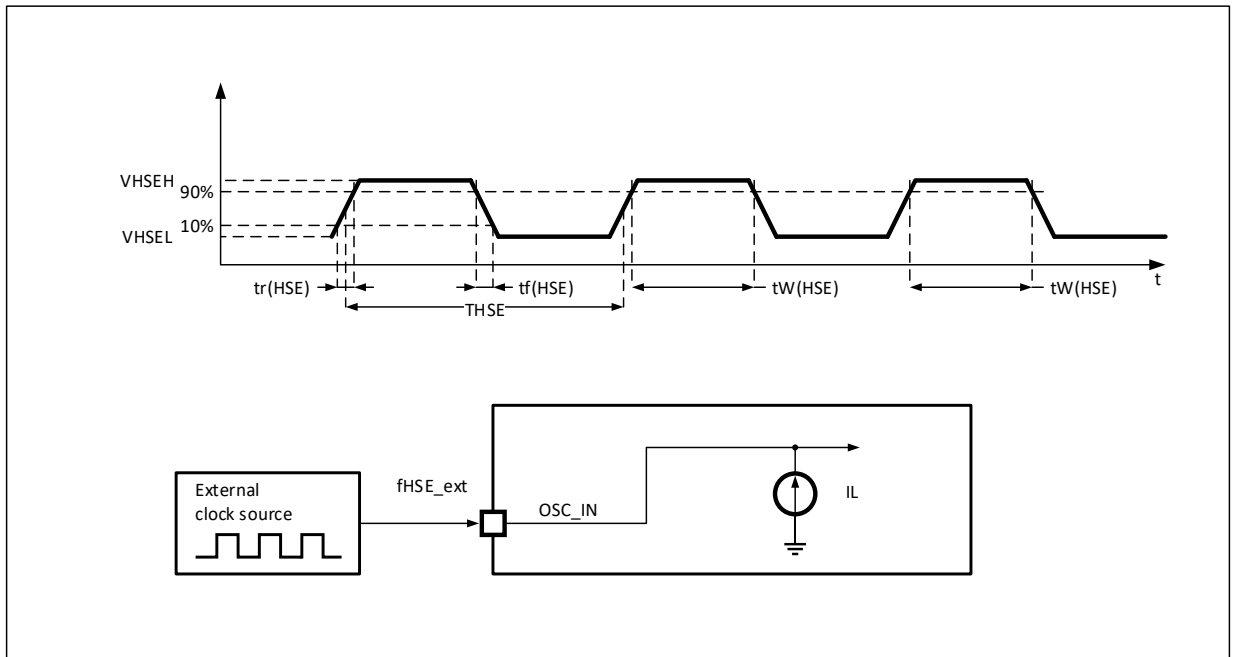 VHSEH
90%
10%
VHSEL
t
tr(HSE)
tf(HSE)
tW(HSE)
tW(HSE)
THSE
External
clock source
fHSE_ext
OSC_IN
IL